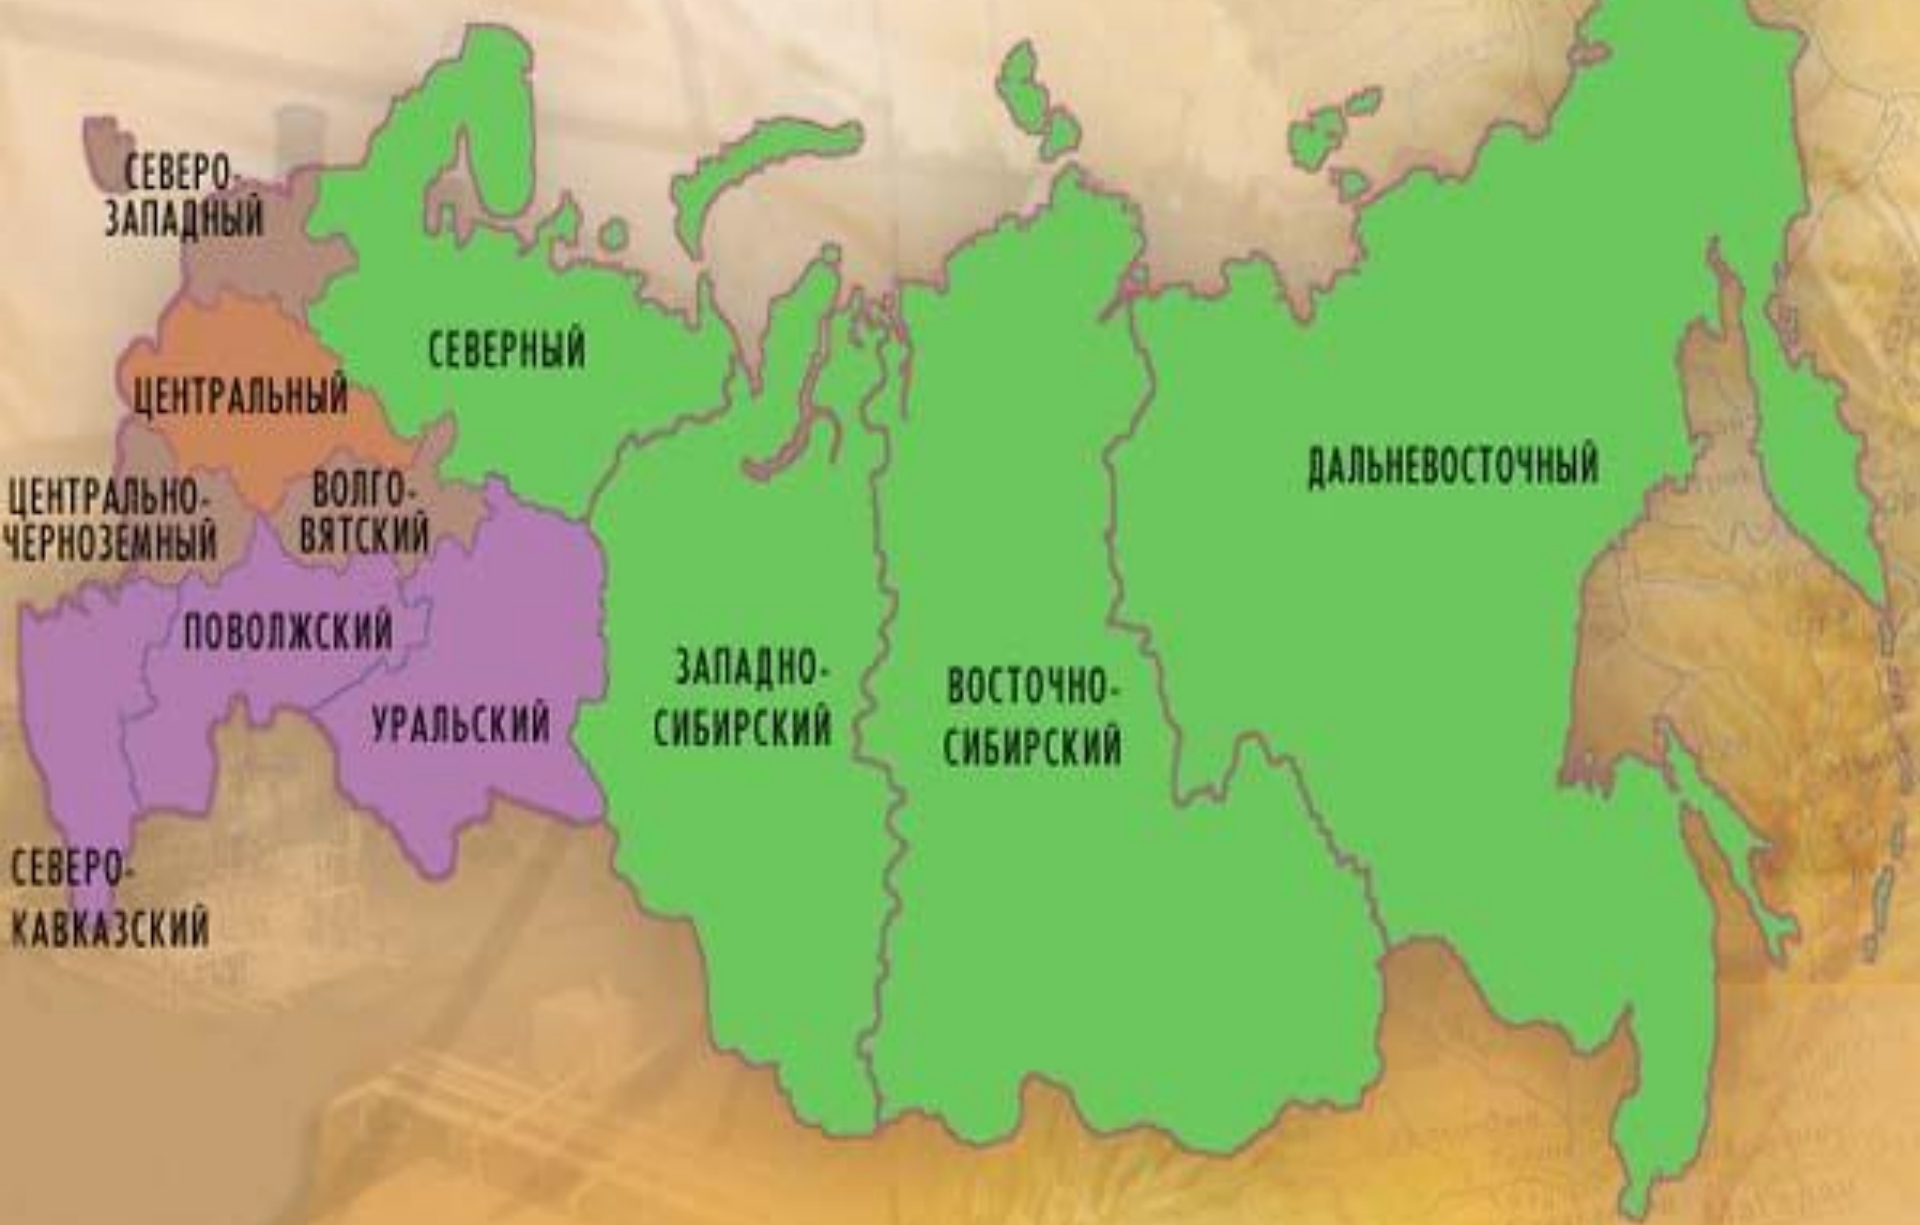 СЕВЕРО-
ЗАПАДНЫЙ
СЕВЕРНЫЙ
ЦЕНТРАЛЬНЫЙ
ЦЕНТРАЛЬНО-
ЧЕРНОЗЕМНЫЙ
ВОЛГО-
ВЯТСКИЙ
ДАЛЬНЕВОСТОЧНЫЙ
ПОВОЛЖСКИЙ
УРАЛЬСКИЙ
ЗАПАДНО-
СИБИРСКИЙ
ВОСТОЧНО-
СИБИРСКИЙ
СЕВЕРО-
КАВКАЗСКИЙ